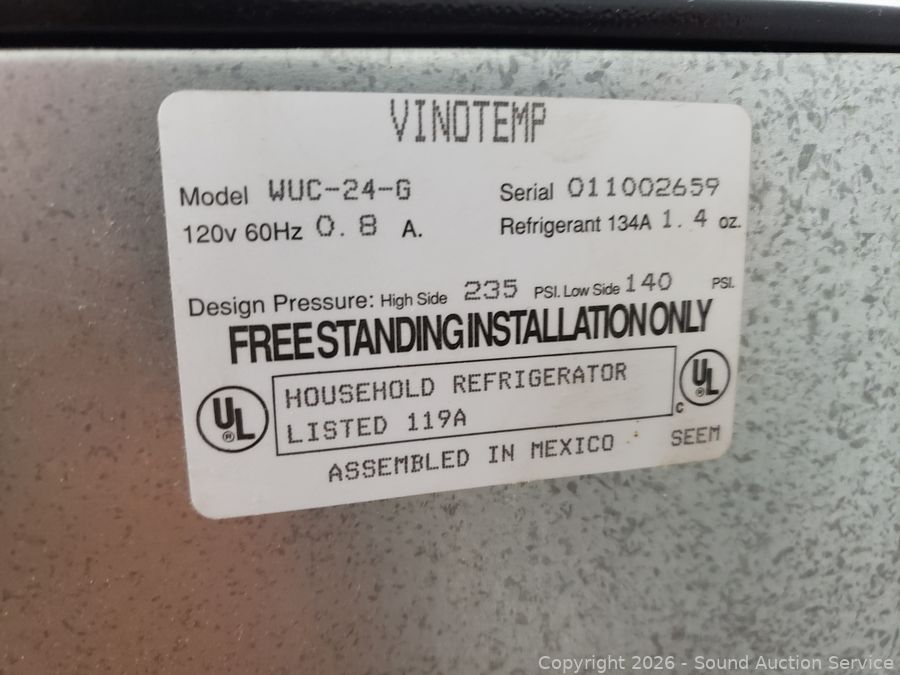 VINOTEMP
Model WUC-24-G Serial 011002659
120v 60Hz 0.8 A. Refrigerant 134A 1.4 oz.
Design Pressure: High Side 235 PSI. Low Side 140 PSI.
FREESTANDING INSTALLATION ONLY
UL ® HOUSEHOLD REFRIGERATOR c UL ®
LISTED 119A
ASSEMBLED IN MEXICO SEEM
Copyright 2026 - Sound Auction Service